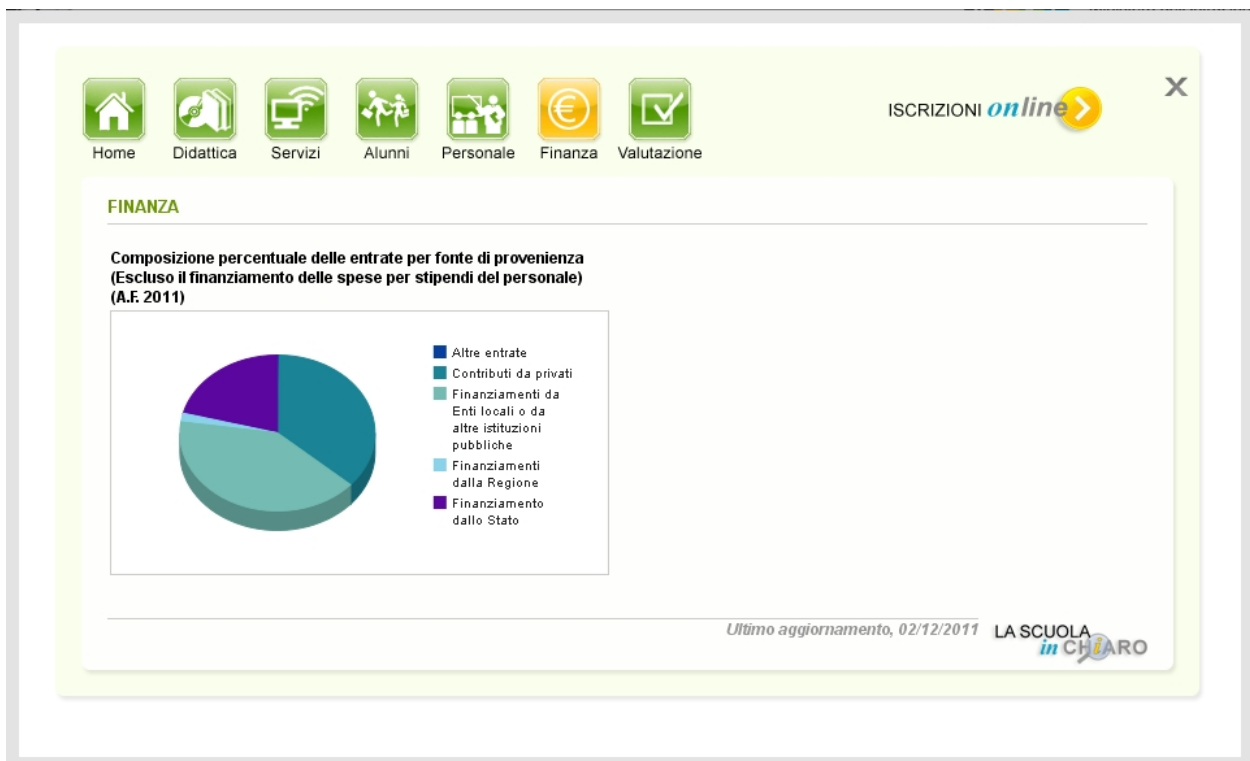 Home Didattica Servizi Alunni Personale Finanza Valutazione
ISCRIZIONI online
X
FINANZA
Composizione percentuale delle entrate per fonte di provenienza
(Escluso il finanziamento delle spese per stipendi del personale)
(A.F. 2011)
Altre entrate
Contributi da privati
Finanziamenti da
Enti locali o da
altre istituzioni
pubbliche
Finanziamenti
dalla Regione
Finanziamento
dallo Stato
Ultimo aggiornamento, 02/12/2011
LA SCUOLA
in CHiARO